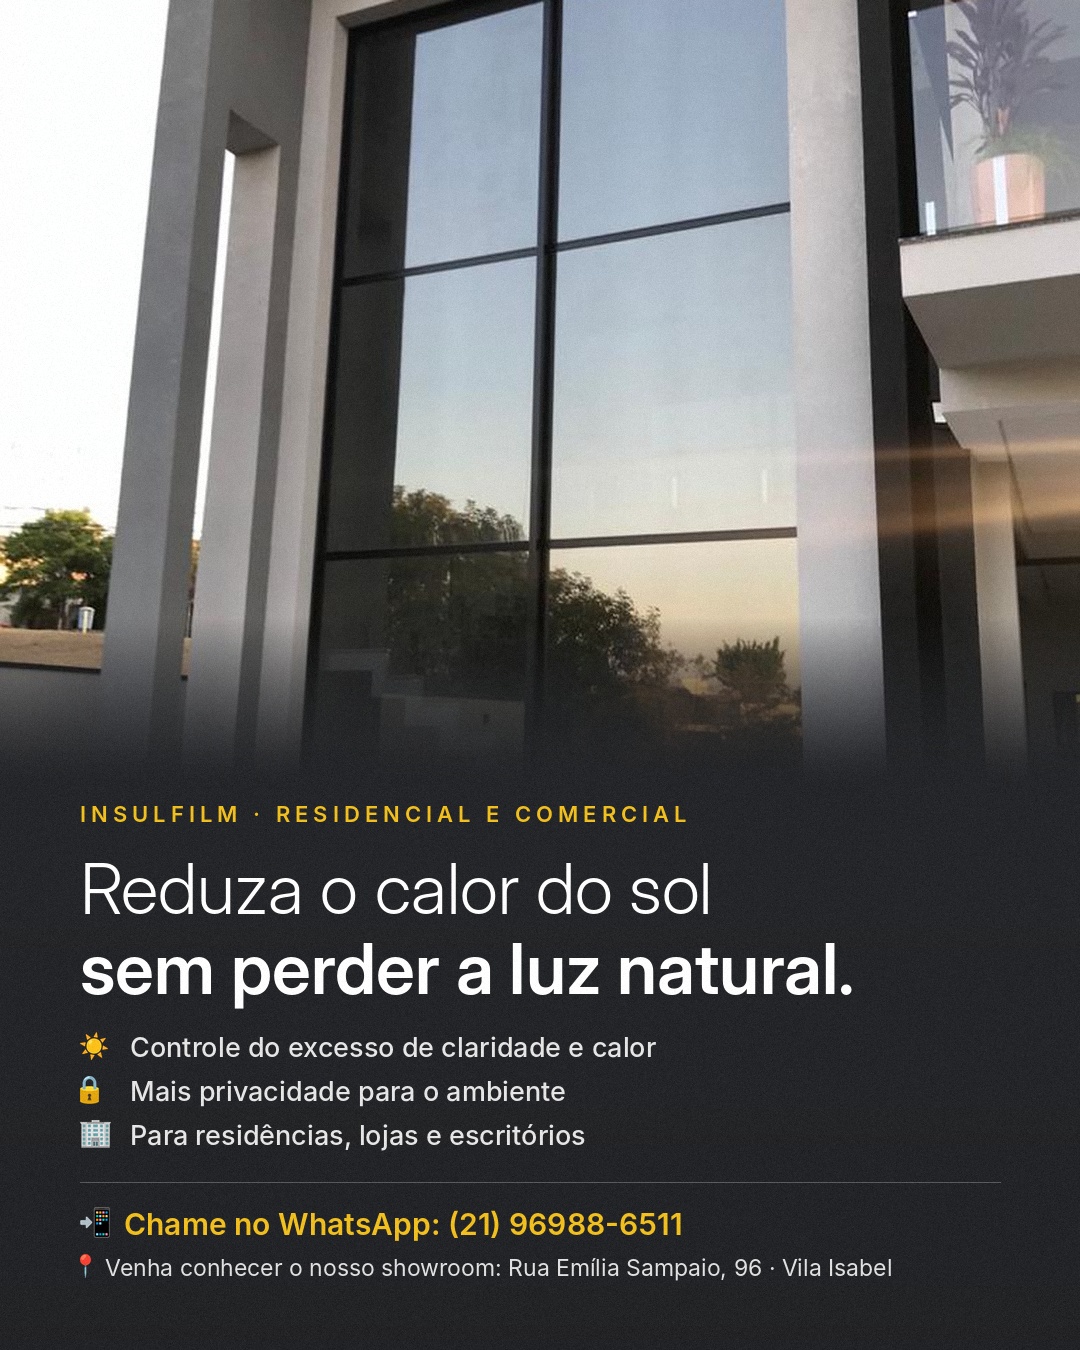 INSULFILM · RESIDENCIAL E COMERCIAL
Reduza o calor do sol
sem perder a luz natural.
☀️ Controle do excesso de claridade e calor
🔒 Mais privacidade para o ambiente
🏢 Para residências, lojas e escritórios
📲 Chame no WhatsApp: (21) 96988-6511
📍 Venha conhecer o nosso showroom: Rua Emília Sampaio, 96 · Vila Isabel